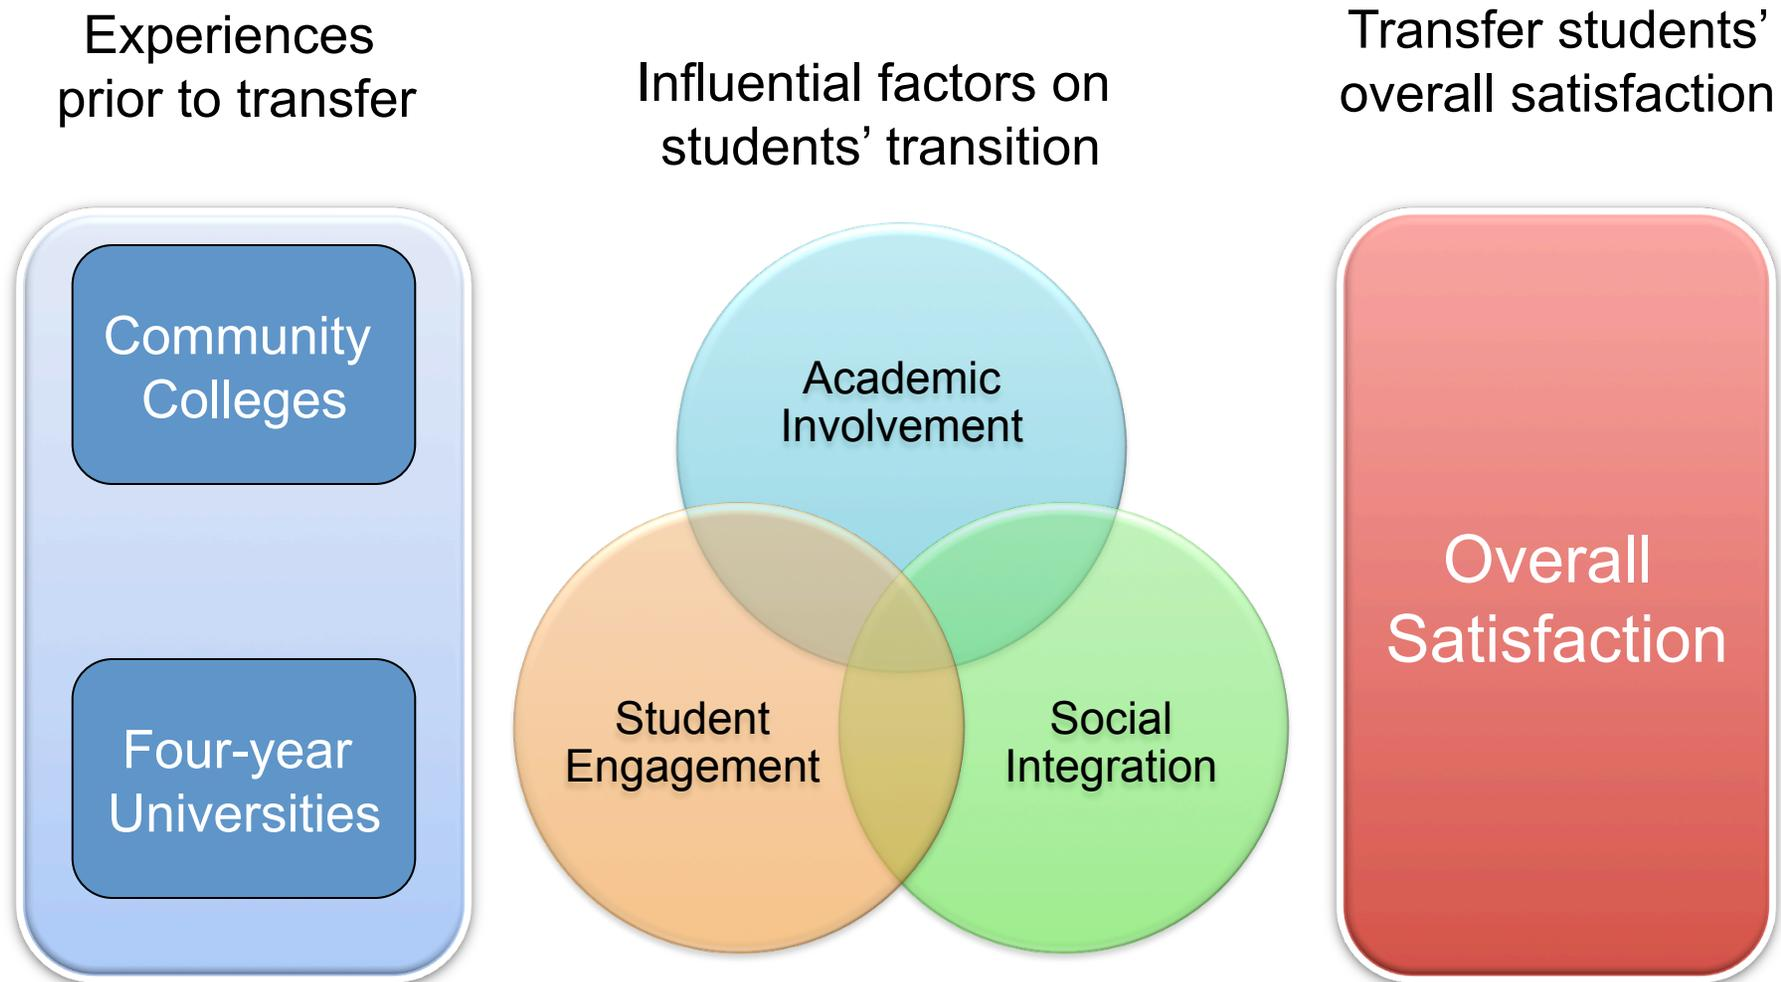 Experiences
prior to transfer
Influential factors on
students’ transition
Transfer students’
overall satisfaction
Community
Colleges
Four-year
Universities
Academic
Involvement
Student
Engagement
Social
Integration
Overall
Satisfaction